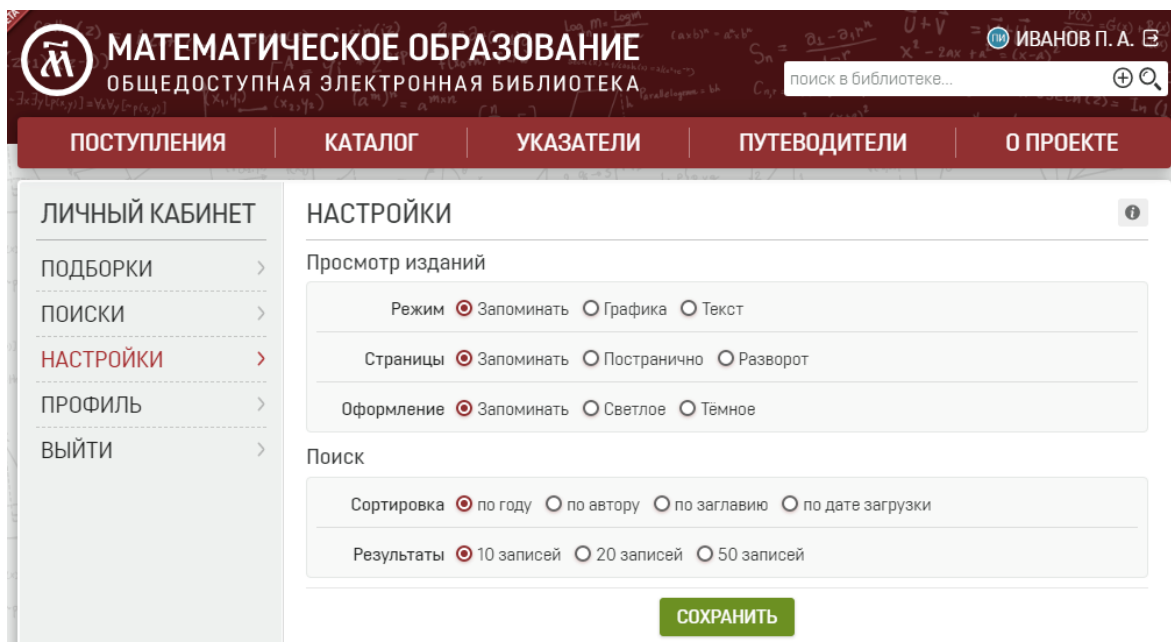 МАТЕМАТИЧЕСКОЕ ОБРАЗОВАНИЕ
ОБЩЕДОСТУПНАЯ ЭЛЕКТРОННАЯ БИБЛИОТЕКА
ПИ ИВАНОВ П. А.
поиск в библиотеке...
ПОСТУПЛЕНИЯ КАТАЛОГ УКАЗАТЕЛИ ПУТЕВОДИТЕЛИ О ПРОЕКТЕ
ЛИЧНЫЙ КАБИНЕТ
ПОДБОРКИ
ПОИСКИ
НАСТРОЙКИ
ПРОФИЛЬ
ВЫЙТИ
НАСТРОЙКИ
Просмотр изданий
Режим Запоминать Графика Текст
Страницы Запоминать Постранично Разворот
Оформление Запоминать Светлое Тёмное
Поиск
Сортировка по году по автору по заглавию по дате загрузки
Результаты 10 записей 20 записей 50 записей
СОХРАНИТЬ